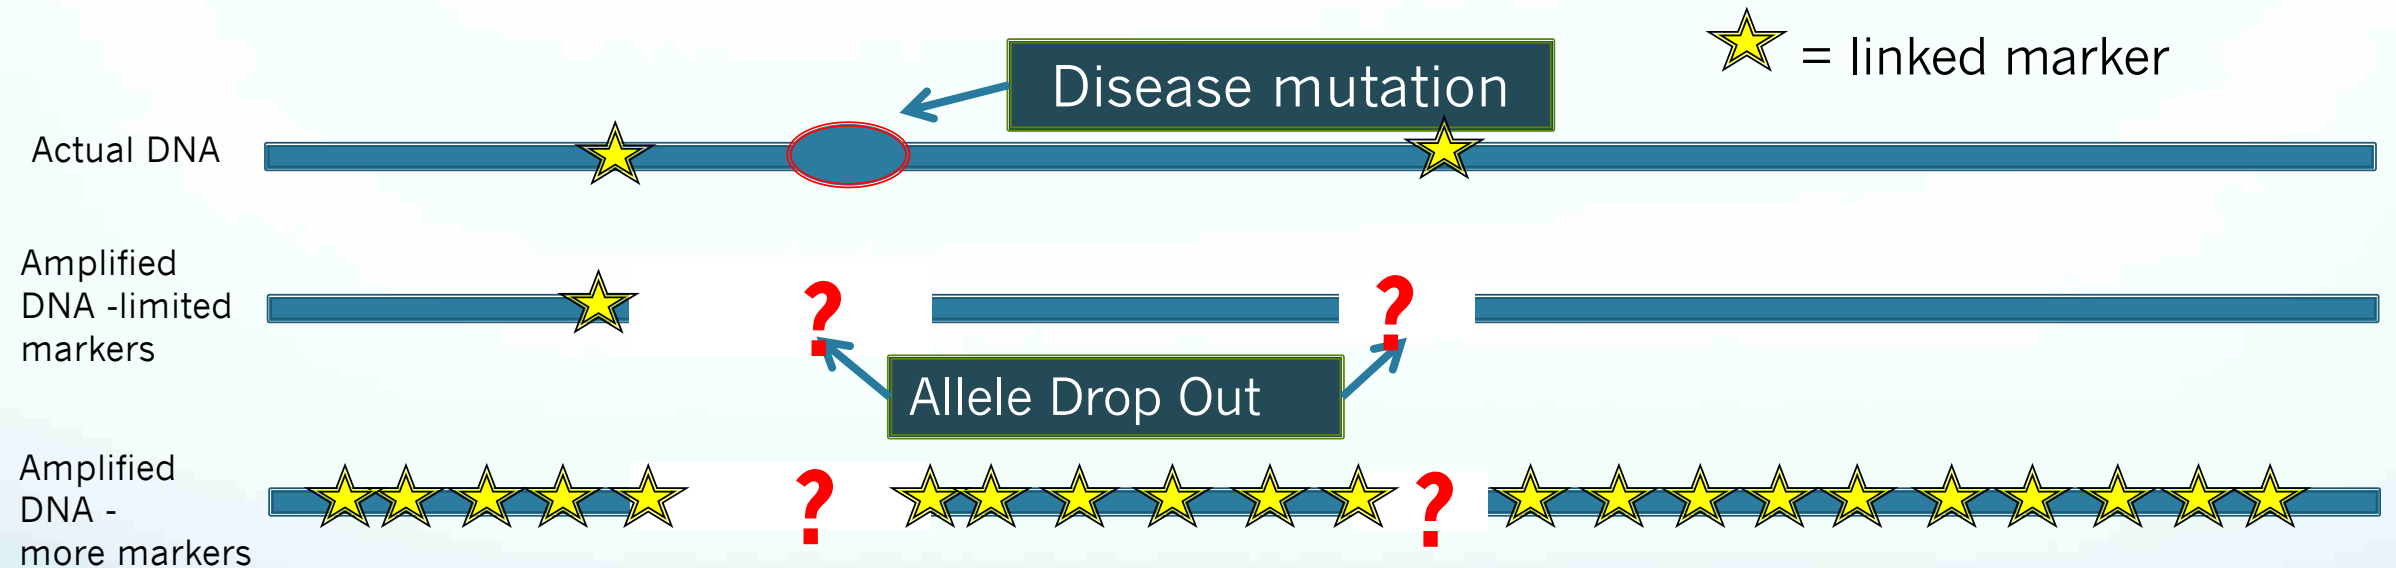 = linked marker
Disease mutation
Actual DNA
Amplified
DNA -limited
markers
?
?
Allele Drop Out
Amplified
DNA -
more markers
?
?